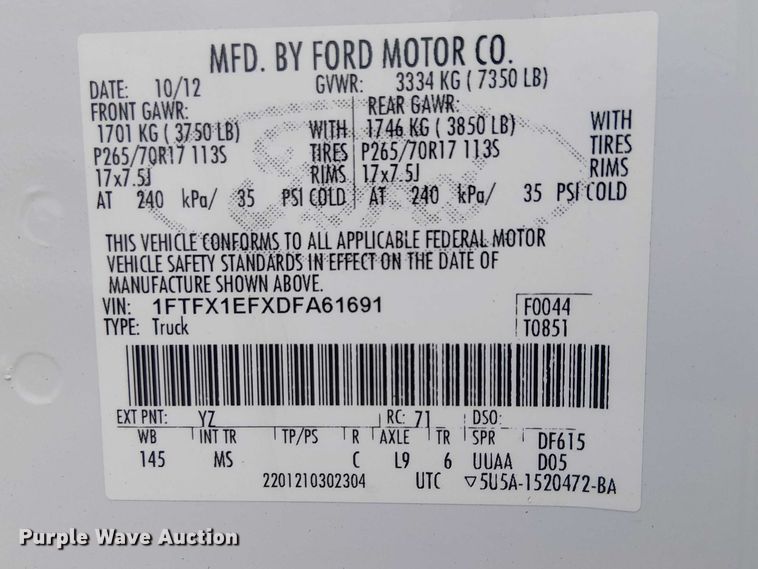 MFD. BY FORD MOTOR CO.
DATE: 10/12 GVWR: 3334 KG ( 7350 LB)
FRONT GAWR: REAR GAWR:
1701 KG ( 3750 LB) WITH 1746 KG ( 3850 LB) WITH
P265/70R17 113S TIRES P265/70R17 113S TIRES
17x7.5J RIMS 17x7.5J RIMS
AT 240 kPa/ 35 PSI COLD AT 240 kPa/ 35 PSI COLD
THIS VEHICLE CONFORMS TO ALL APPLICABLE FEDERAL MOTOR
VEHICLE SAFETY STANDARDS IN EFFECT ON THE DATE OF
MANUFACTURE SHOWN ABOVE.
VIN: 1FTFX1EFXDFA61691 F0044
TYPE: Truck T0851
EXT PNT: YZ RC: 71 DSO:
WB INT TR TP/PS R AXLE TR SPR DF615
145 MS C L9 6 UUAA D05
2201210302304 UTC ▽5U5A-1520472-BA
Purple Wave Auction